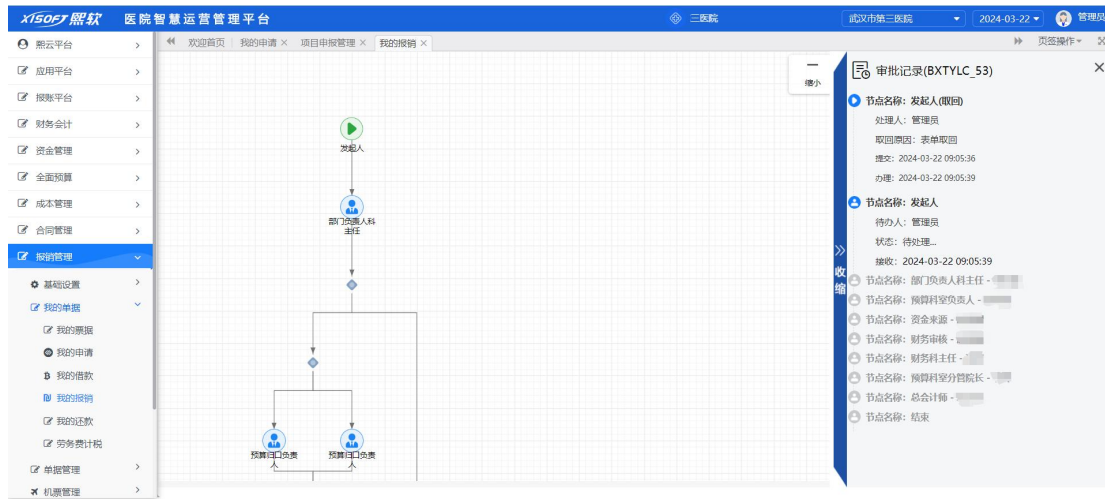 XISOFT 熙软 医院智慧运营管理平台
三医院
武汉市第三医院
2024-03-22
管理员
熙云平台
应用平台
报账平台
财务会计
资金管理
全面预算
成本管理
合同管理
报销管理
基础设置
我的单据
我的票据
我的申请
我的借款
我的报销
我的还款
劳务费计税
单据管理
机票管理
欢迎首页 我的申请 × 项目申报管理 × 我的报销 ×
页签操作
缩小
发起人
部门负责人科
主任
预算归口负责
人
预算归口负责
人
收
缩
审批记录(BXTYLC_53)
节点名称：发起人(取回)
处理人：管理员
取回原因：表单取回
提交：2024-03-22 09:05:36
办理：2024-03-22 09:05:39
节点名称：发起人
待办人：管理员
状态：待处理...
接收：2024-03-22 09:05:39
节点名称：部门负责人科主任 -
节点名称：预算科室负责人 -
节点名称：资金来源 -
节点名称：财务审核 -
节点名称：财务科主任 -
节点名称：预算科室分管院长 -
节点名称：总会计师 -
节点名称：结束